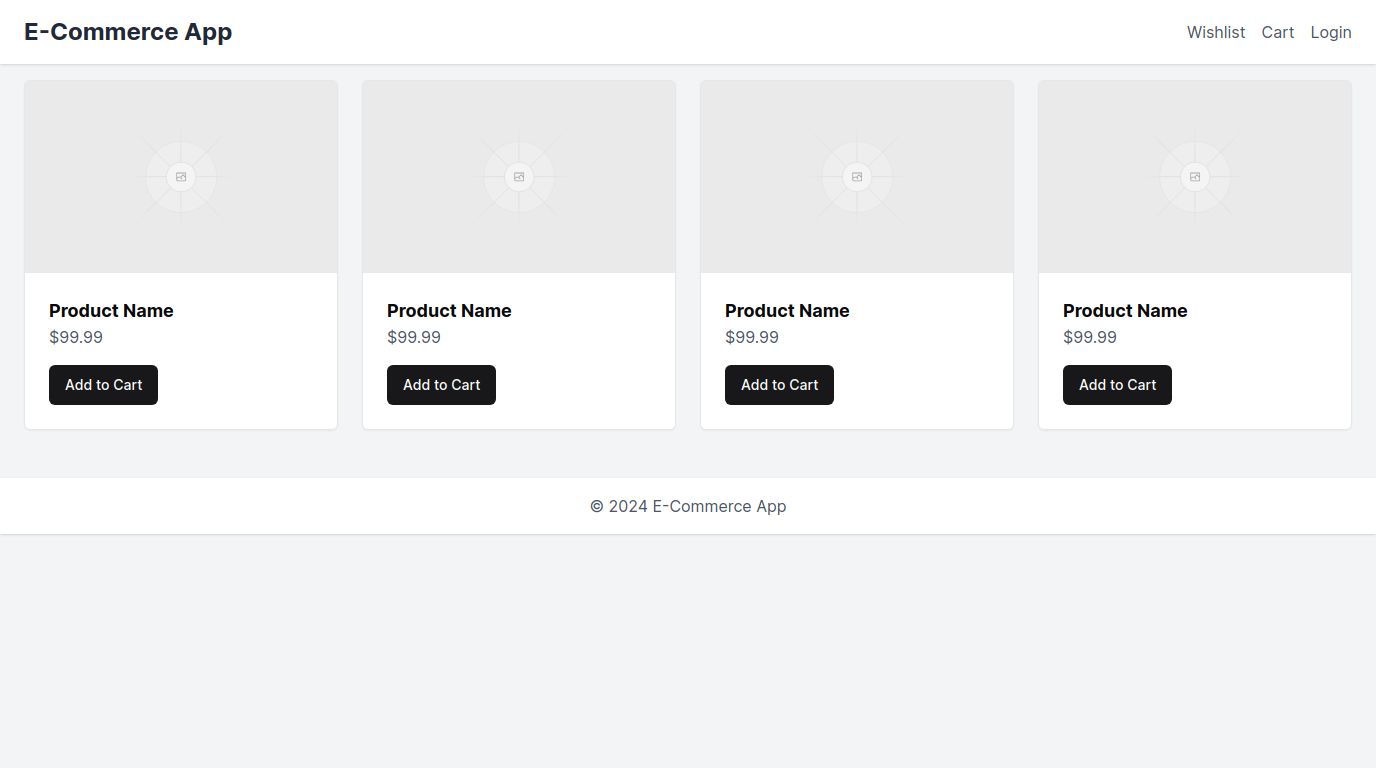 E-Commerce App
Wishlist Cart Login
Product Name
$99.99
Add to Cart
Product Name
$99.99
Add to Cart
Product Name
$99.99
Add to Cart
Product Name
$99.99
Add to Cart
© 2024 E-Commerce App